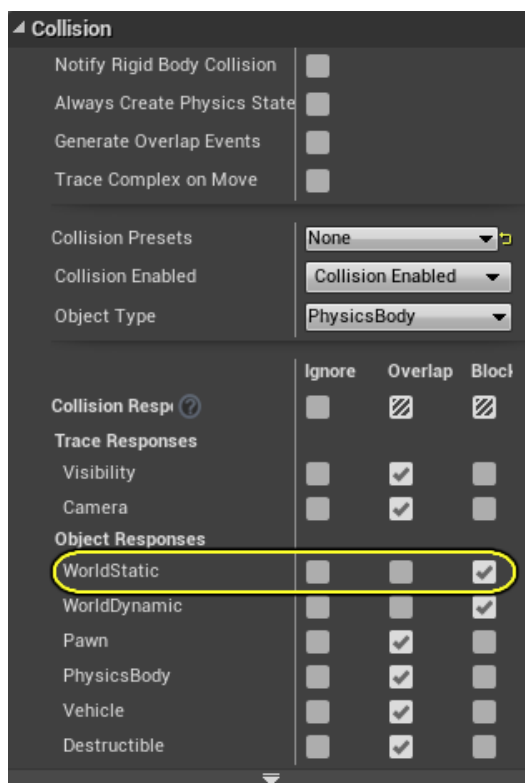 Collision
Notify Rigid Body Collision
Always Create Physics State
Generate Overlap Events
Trace Complex on Move
Collision Presets None
Collision Enabled Collision Enabled
Object Type PhysicsBody
Ignore Overlap Block
Collision Resp ?
Trace Responses
Visibility
Camera
Object Responses
WorldStatic
WorldDynamic
Pawn
PhysicsBody
Vehicle
Destructible